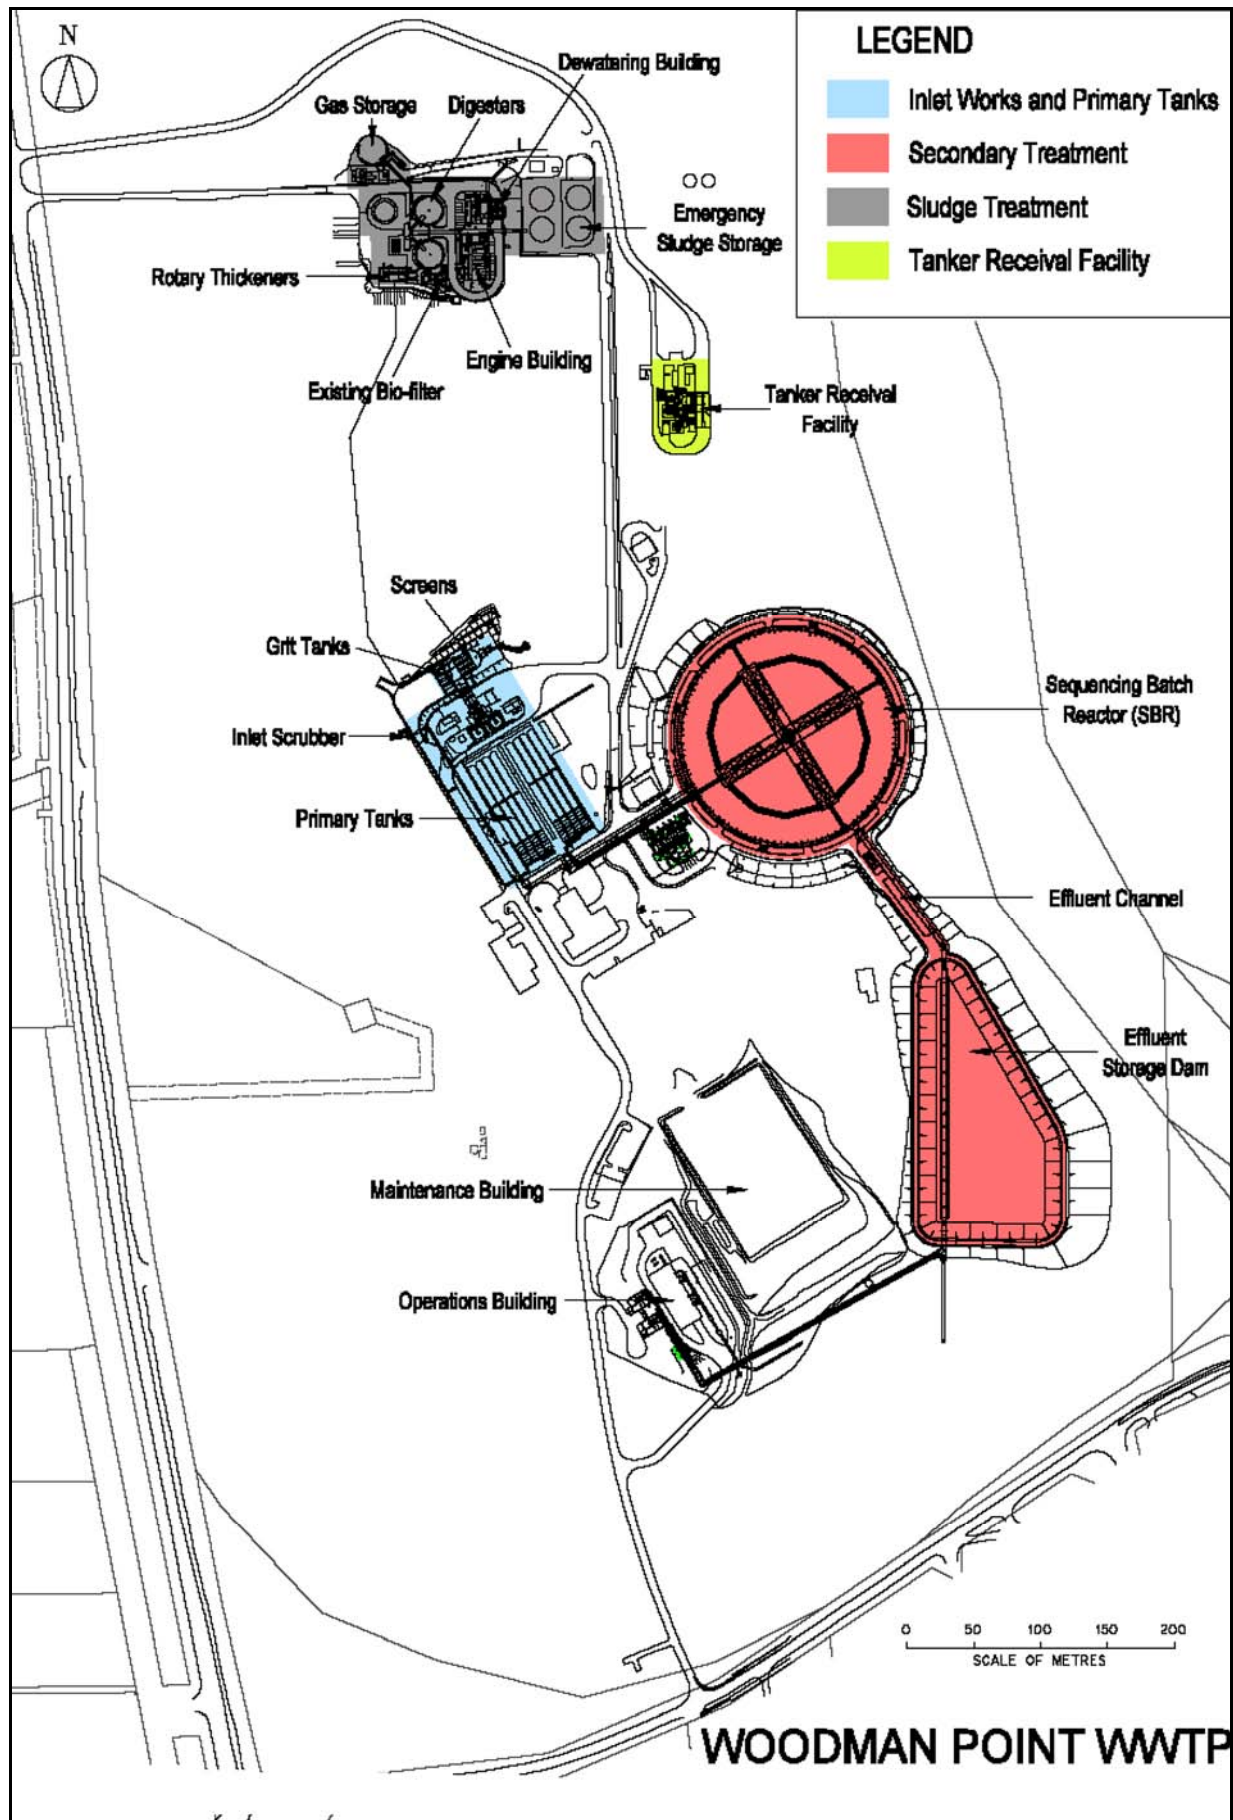 N
LEGEND
Inlet Works and Primary Tanks
Secondary Treatment
Sludge Treatment
Tanker Receival Facility
Dewatering Building
Gas Storage
Digesters
Emergency
Sludge Storage
Rotary Thickeners
Engine Building
Existing Bio-filter
Tanker Receival
Facility
Screens
Grit Tanks
Inlet Scrubber
Primary Tanks
Sequencing Batch
Reactor (SBR)
Effluent Channel
Effluent
Storage Dam
Maintenance Building
Operations Building
0 50 100 150 200
SCALE OF METRES
WOODMAN POINT WWTP